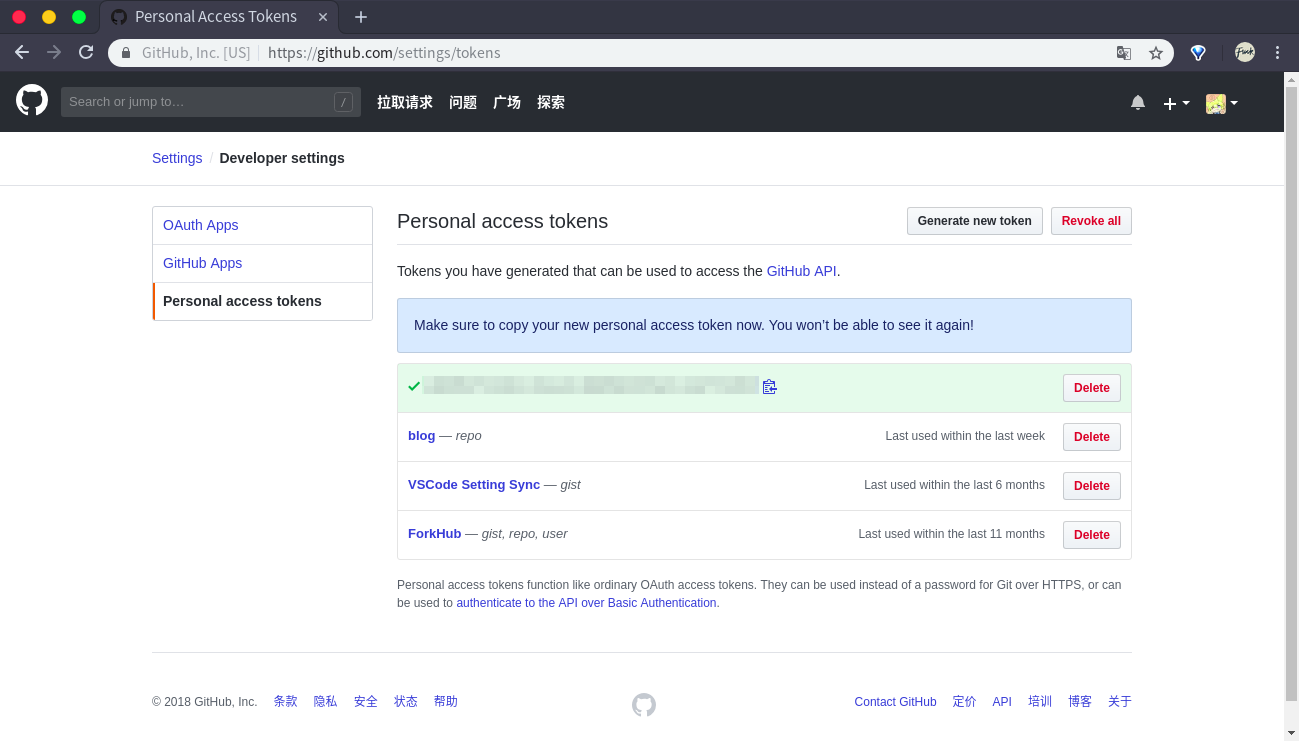 Personal Access Tokens
GitHub, Inc. [US] https://github.com/settings/tokens
Search or jump to… / 拉取请求 问题 广场 探索
Settings / Developer settings
OAuth Apps
GitHub Apps
Personal access tokens
Personal access tokens Generate new token Revoke all
Tokens you have generated that can be used to access the GitHub API.
Make sure to copy your new personal access token now. You won’t be able to see it again!
Delete
blog — repo Last used within the last week Delete
VSCode Setting Sync — gist Last used within the last 6 months Delete
ForkHub — gist, repo, user Last used within the last 11 months Delete
Personal access tokens function like ordinary OAuth access tokens. They can be used instead of a password for Git over HTTPS, or can
be used to authenticate to the API over Basic Authentication.
© 2018 GitHub, Inc. 条款 隐私 安全 状态 帮助 Contact GitHub 定价 API 培训 博客 关于